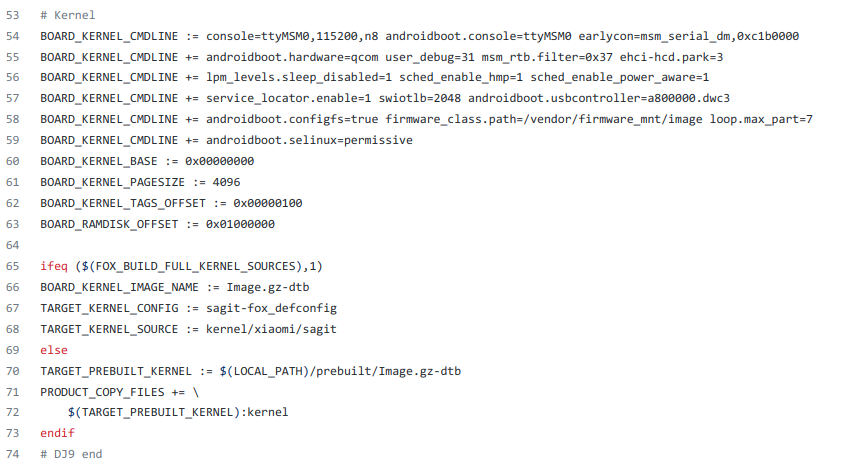 53 # Kernel
54 BOARD_KERNEL_CMDLINE := console=ttyMSM0,115200,n8 androidboot.console=ttyMSM0 earlycon=msm_serial_dm,0xc1b0000
55 BOARD_KERNEL_CMDLINE += androidboot.hardware=qcom user_debug=31 msm_rtb.filter=0x37 ehci-hcd.park=3
56 BOARD_KERNEL_CMDLINE += lpm_levels.sleep_disabled=1 sched_enable_hmp=1 sched_enable_power_aware=1
57 BOARD_KERNEL_CMDLINE += service_locator.enable=1 swiotlb=2048 androidboot.usbcontroller=a800000.dwc3
58 BOARD_KERNEL_CMDLINE += androidboot.configfs=true firmware_class.path=/vendor/firmware_mnt/image loop.max_part=7
59 BOARD_KERNEL_CMDLINE += androidboot.selinux=permissive
60 BOARD_KERNEL_BASE := 0x00000000
61 BOARD_KERNEL_PAGESIZE := 4096
62 BOARD_KERNEL_TAGS_OFFSET := 0x00000100
63 BOARD_RAMDISK_OFFSET := 0x01000000
64
65 ifeq ($(FOX_BUILD_FULL_KERNEL_SOURCES),1)
66 BOARD_KERNEL_IMAGE_NAME := Image.gz-dtb
67 TARGET_KERNEL_CONFIG := sagit-fox_defconfig
68 TARGET_KERNEL_SOURCE := kernel/xiaomi/sagit
69 else
70 TARGET_PREBUILT_KERNEL := $(LOCAL_PATH)/prebuilt/Image.gz-dtb
71 PRODUCT_COPY_FILES += \
72     $(TARGET_PREBUILT_KERNEL):kernel
73 endif
74 # DJ9 end